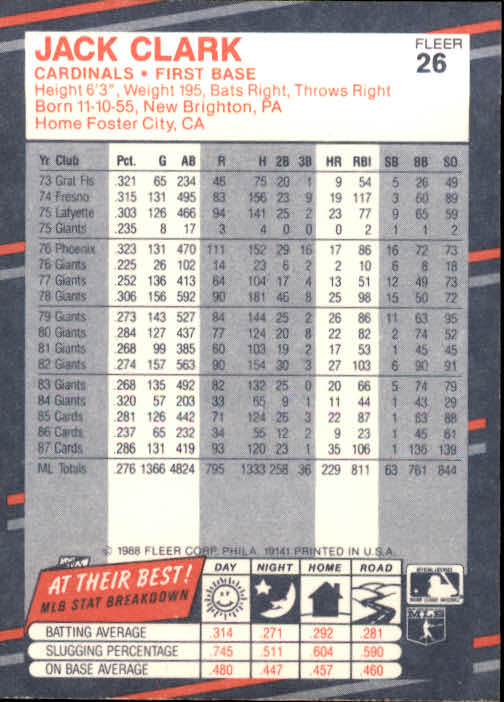 JACK CLARK
FLEER
26
CARDINALS • FIRST BASE
Height 6'3", Weight 195, Bats Right, Throws Right
Born 11-10-55, New Brighton, PA
Home Foster City, CA
Yr. Club Pct. G AB R H 2B 3B HR RBI SB BB SO
73 Grat Fls .321 65 234 46 75 20 1 9 54 5 26 49
74 Fresno .315 131 495 83 156 23 9 19 117 3 60 89
75 Lafyette .303 126 466 94 141 25 2 23 77 9 65 59
75 Giants .235 8 17 3 4 0 0 0 2 1 1 2
76 Phoenix .323 131 470 111 152 29 16 17 86 16 72 73
76 Giants .225 26 102 14 23 6 2 2 10 6 8 18
77 Giants .252 136 413 64 104 17 4 13 51 12 49 73
78 Giants .306 156 592 90 181 46 8 25 98 15 50 72
79 Giants .273 143 527 84 144 25 2 26 86 11 63 95
80 Giants .284 127 437 77 124 20 8 22 82 2 74 52
81 Giants .268 99 385 60 103 19 2 17 53 1 45 45
82 Giants .274 157 563 90 154 30 3 27 103 6 90 91
83 Giants .268 135 492 82 132 25 0 20 66 5 74 79
84 Giants .320 57 203 33 65 9 1 11 44 1 43 29
85 Cards .281 126 442 71 124 26 3 22 87 1 83 88
86 Cards .237 65 232 34 55 12 2 9 23 1 45 61
87 Cards .286 131 419 93 120 23 1 35 106 1 136 139
ML Totals .276 1366 4824 795 1333 258 36 229 811 63 761 844
© 1988 FLEER CORP. PHILA. 19141 PRINTED IN U.S.A.
AT THEIR BEST!
MLB STAT BREAKDOWN
DAY NIGHT HOME ROAD
BATTING AVERAGE .314 .271 .292 .281
SLUGGING PERCENTAGE .745 .511 .604 .590
ON BASE AVERAGE .480 .447 .457 .460